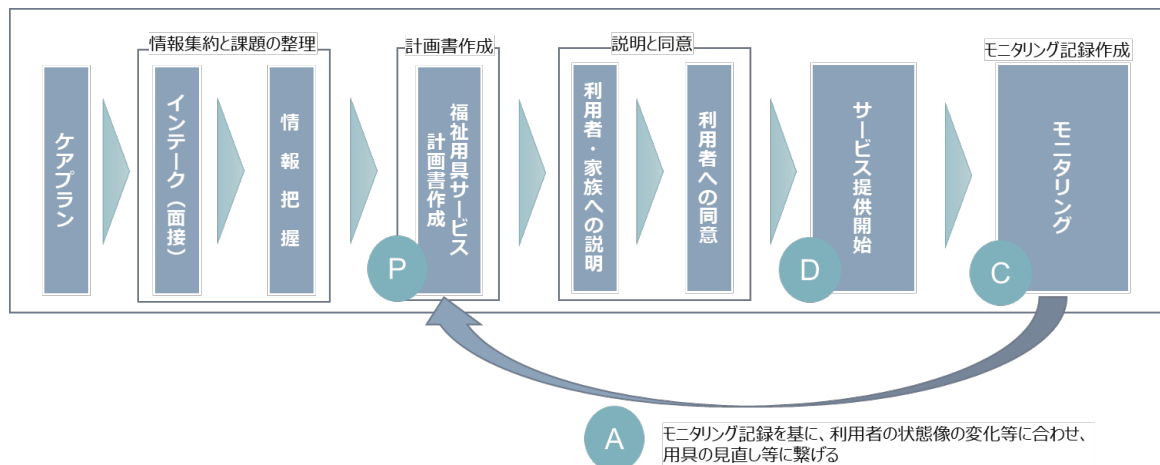 情報集約と課題の整理
計画書作成
説明と同意
モニタリング記録作成
ケアプラン
インテーク（面接）
情報把握
福祉用具サービス
計画書作成
利用者・家族への説明
利用者への同意
サービス提供開始
モニタリング
P
D
C
A
モニタリング記録を基に、利用者の状態像の変化等に合わせ、
用具の見直し等に繋げる